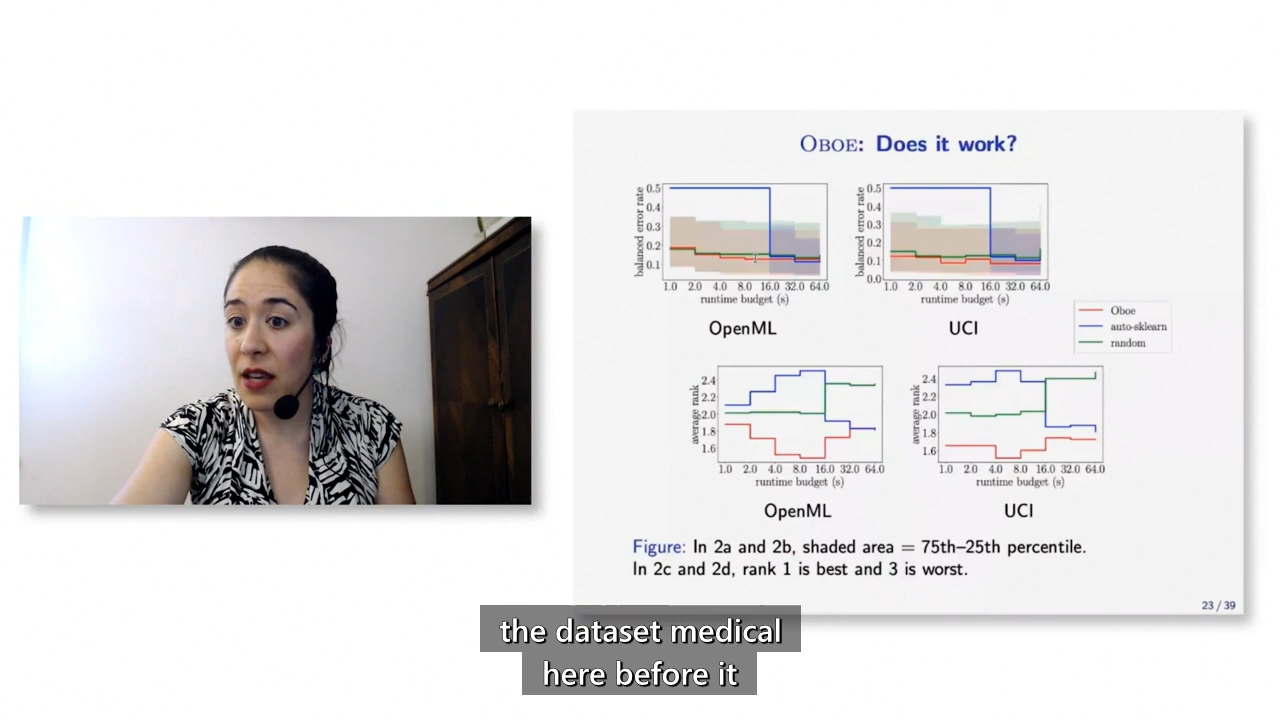 OBOE: Does it work?
balanced error rate
0.5
0.4
0.3
0.2
0.1
1.0 2.0 4.0 8.0 16.0 32.0 64.0
runtime budget (s)
OpenML
balanced error rate
0.5
0.4
0.3
0.2
0.1
0.0
1.0 2.0 4.0 8.0 16.0 32.0 64.0
runtime budget (s)
UCI
Oboe
auto-sklearn
random
average rank
2.4
2.2
2.0
1.8
1.6
1.0 2.0 4.0 8.0 16.0 32.0 64.0
runtime budget (s)
OpenML
average rank
2.4
2.2
2.0
1.8
1.6
1.0 2.0 4.0 8.0 16.0 32.0 64.0
runtime budget (s)
UCI
Figure: In 2a and 2b, shaded area = 75th–25th percentile.
In 2c and 2d, rank 1 is best and 3 is worst.
23 / 39
the dataset medical
here before it